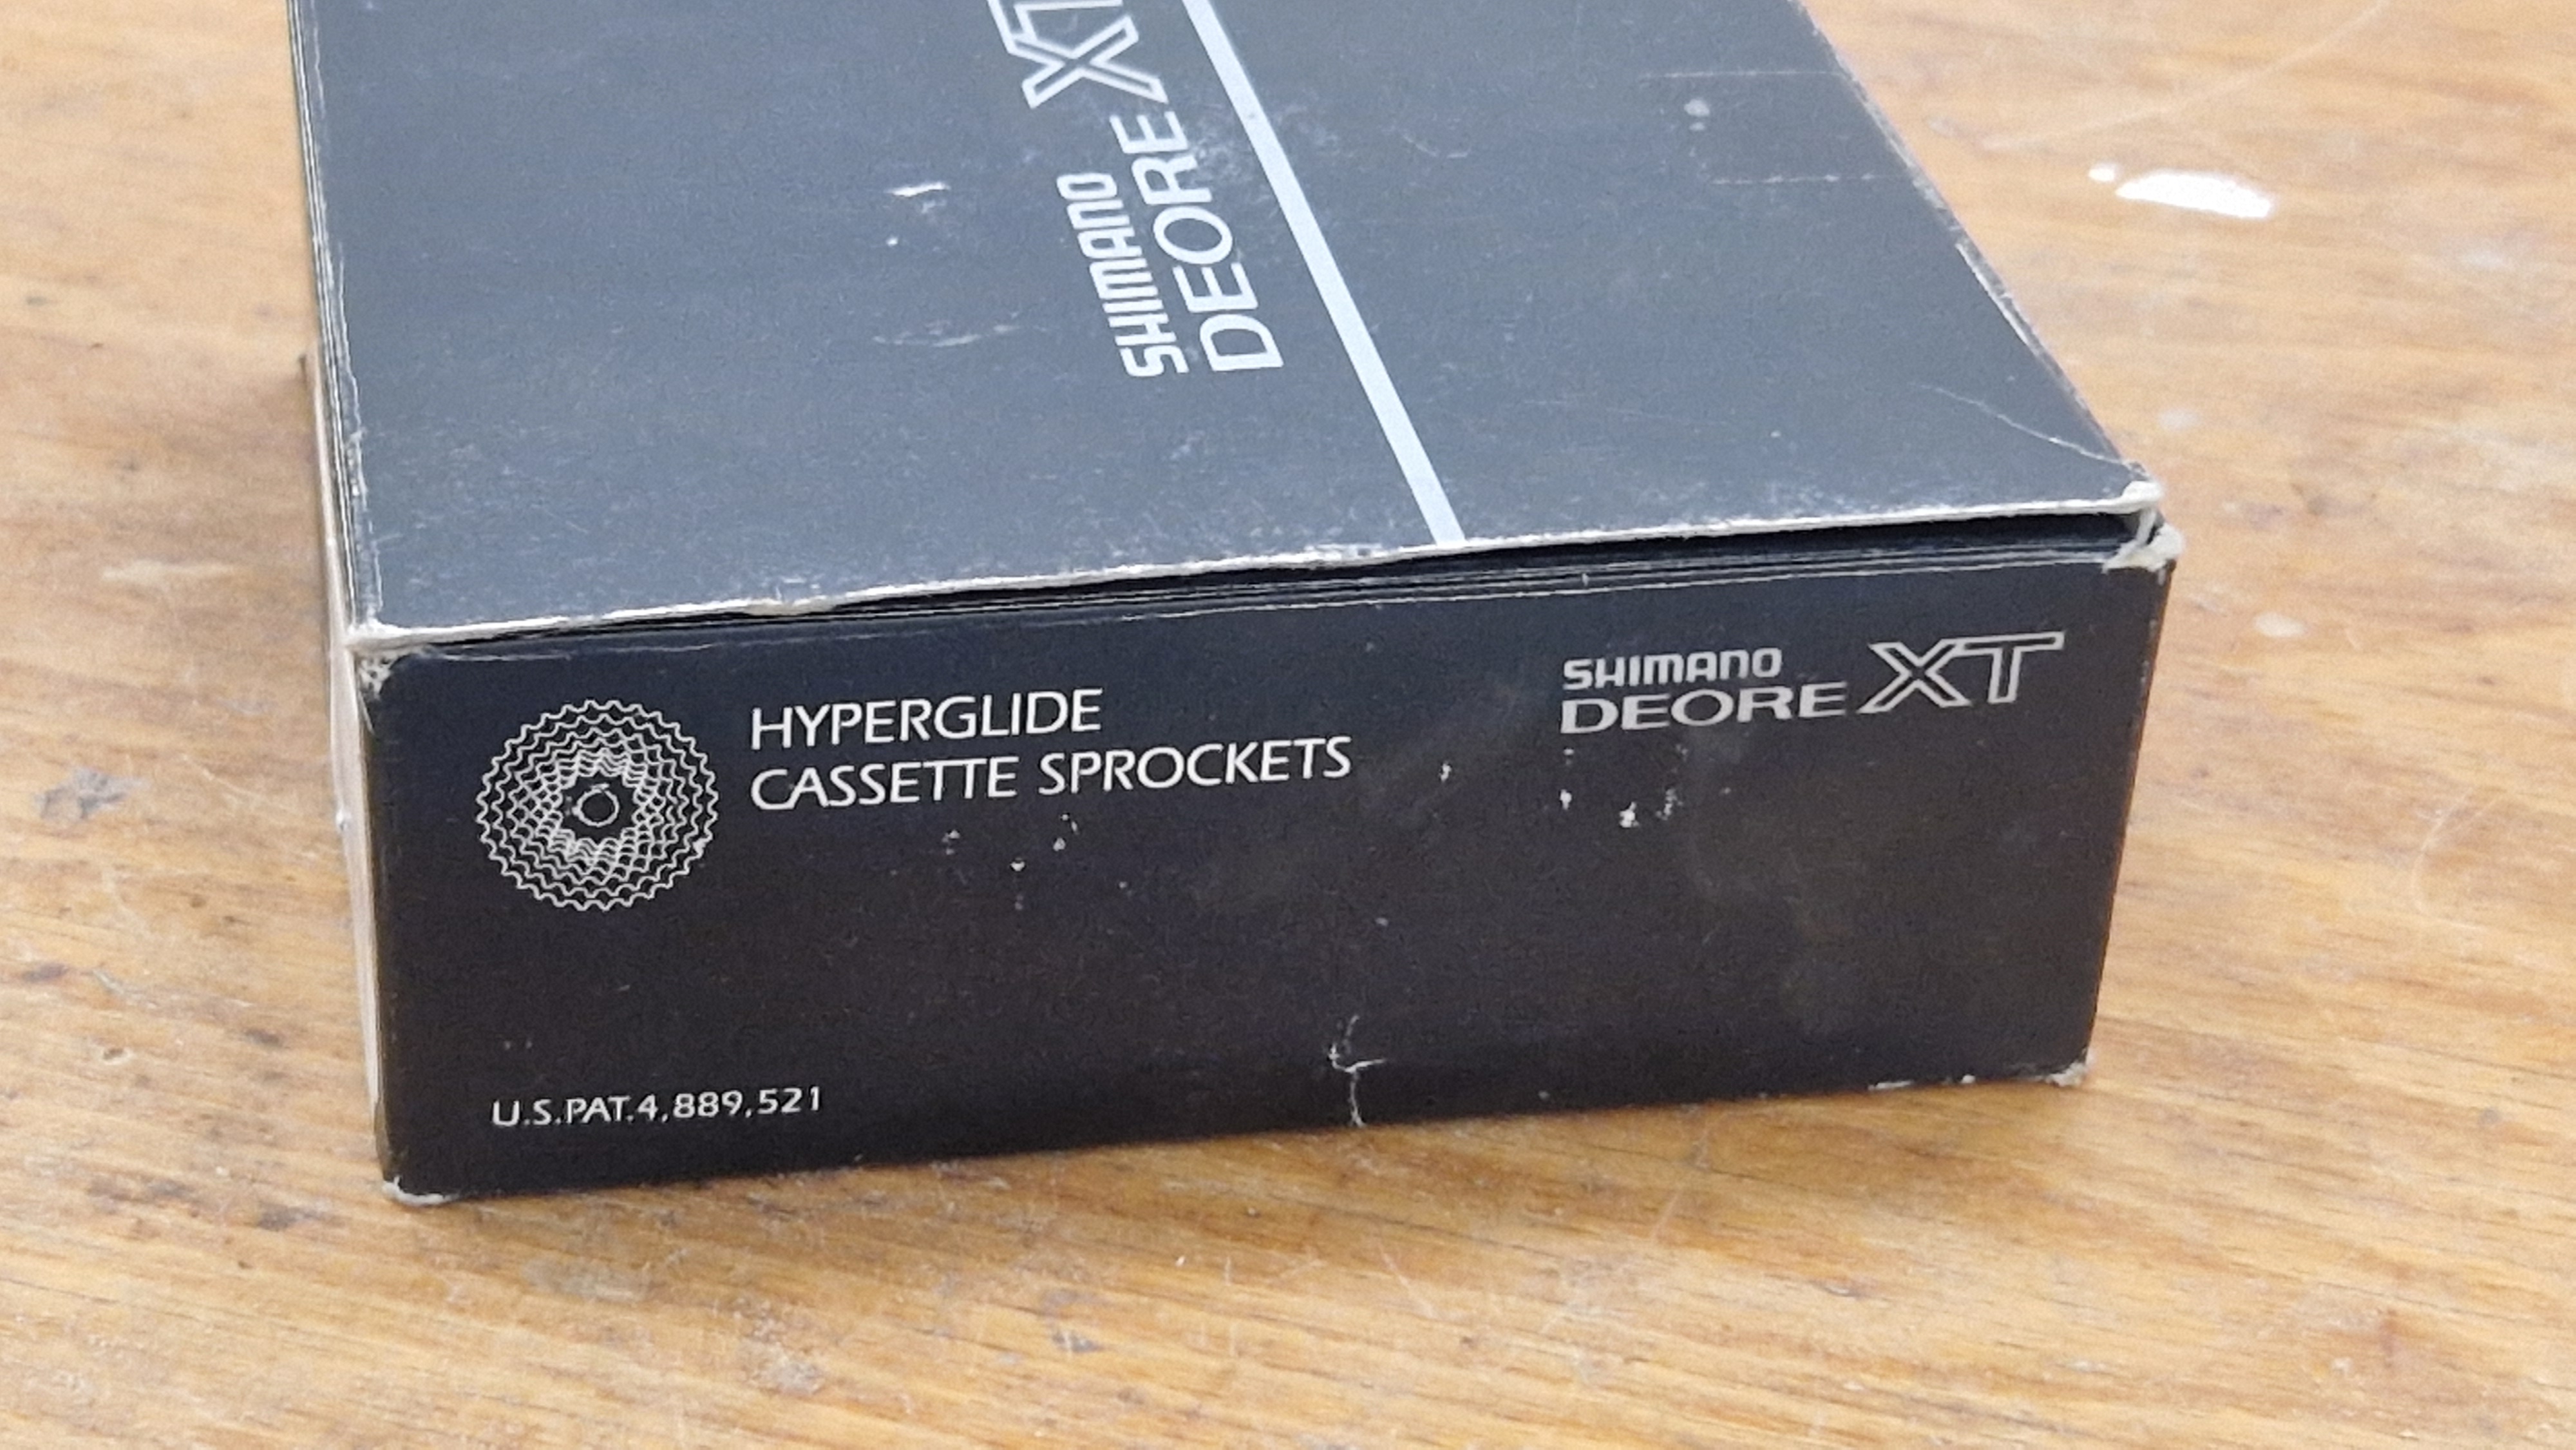 SHIMANO
DEORE XT
HYPERGLIDE
CASSETTE SPROCKETS
SHIMANO
DEORE XT
U.S.PAT.4,889,521